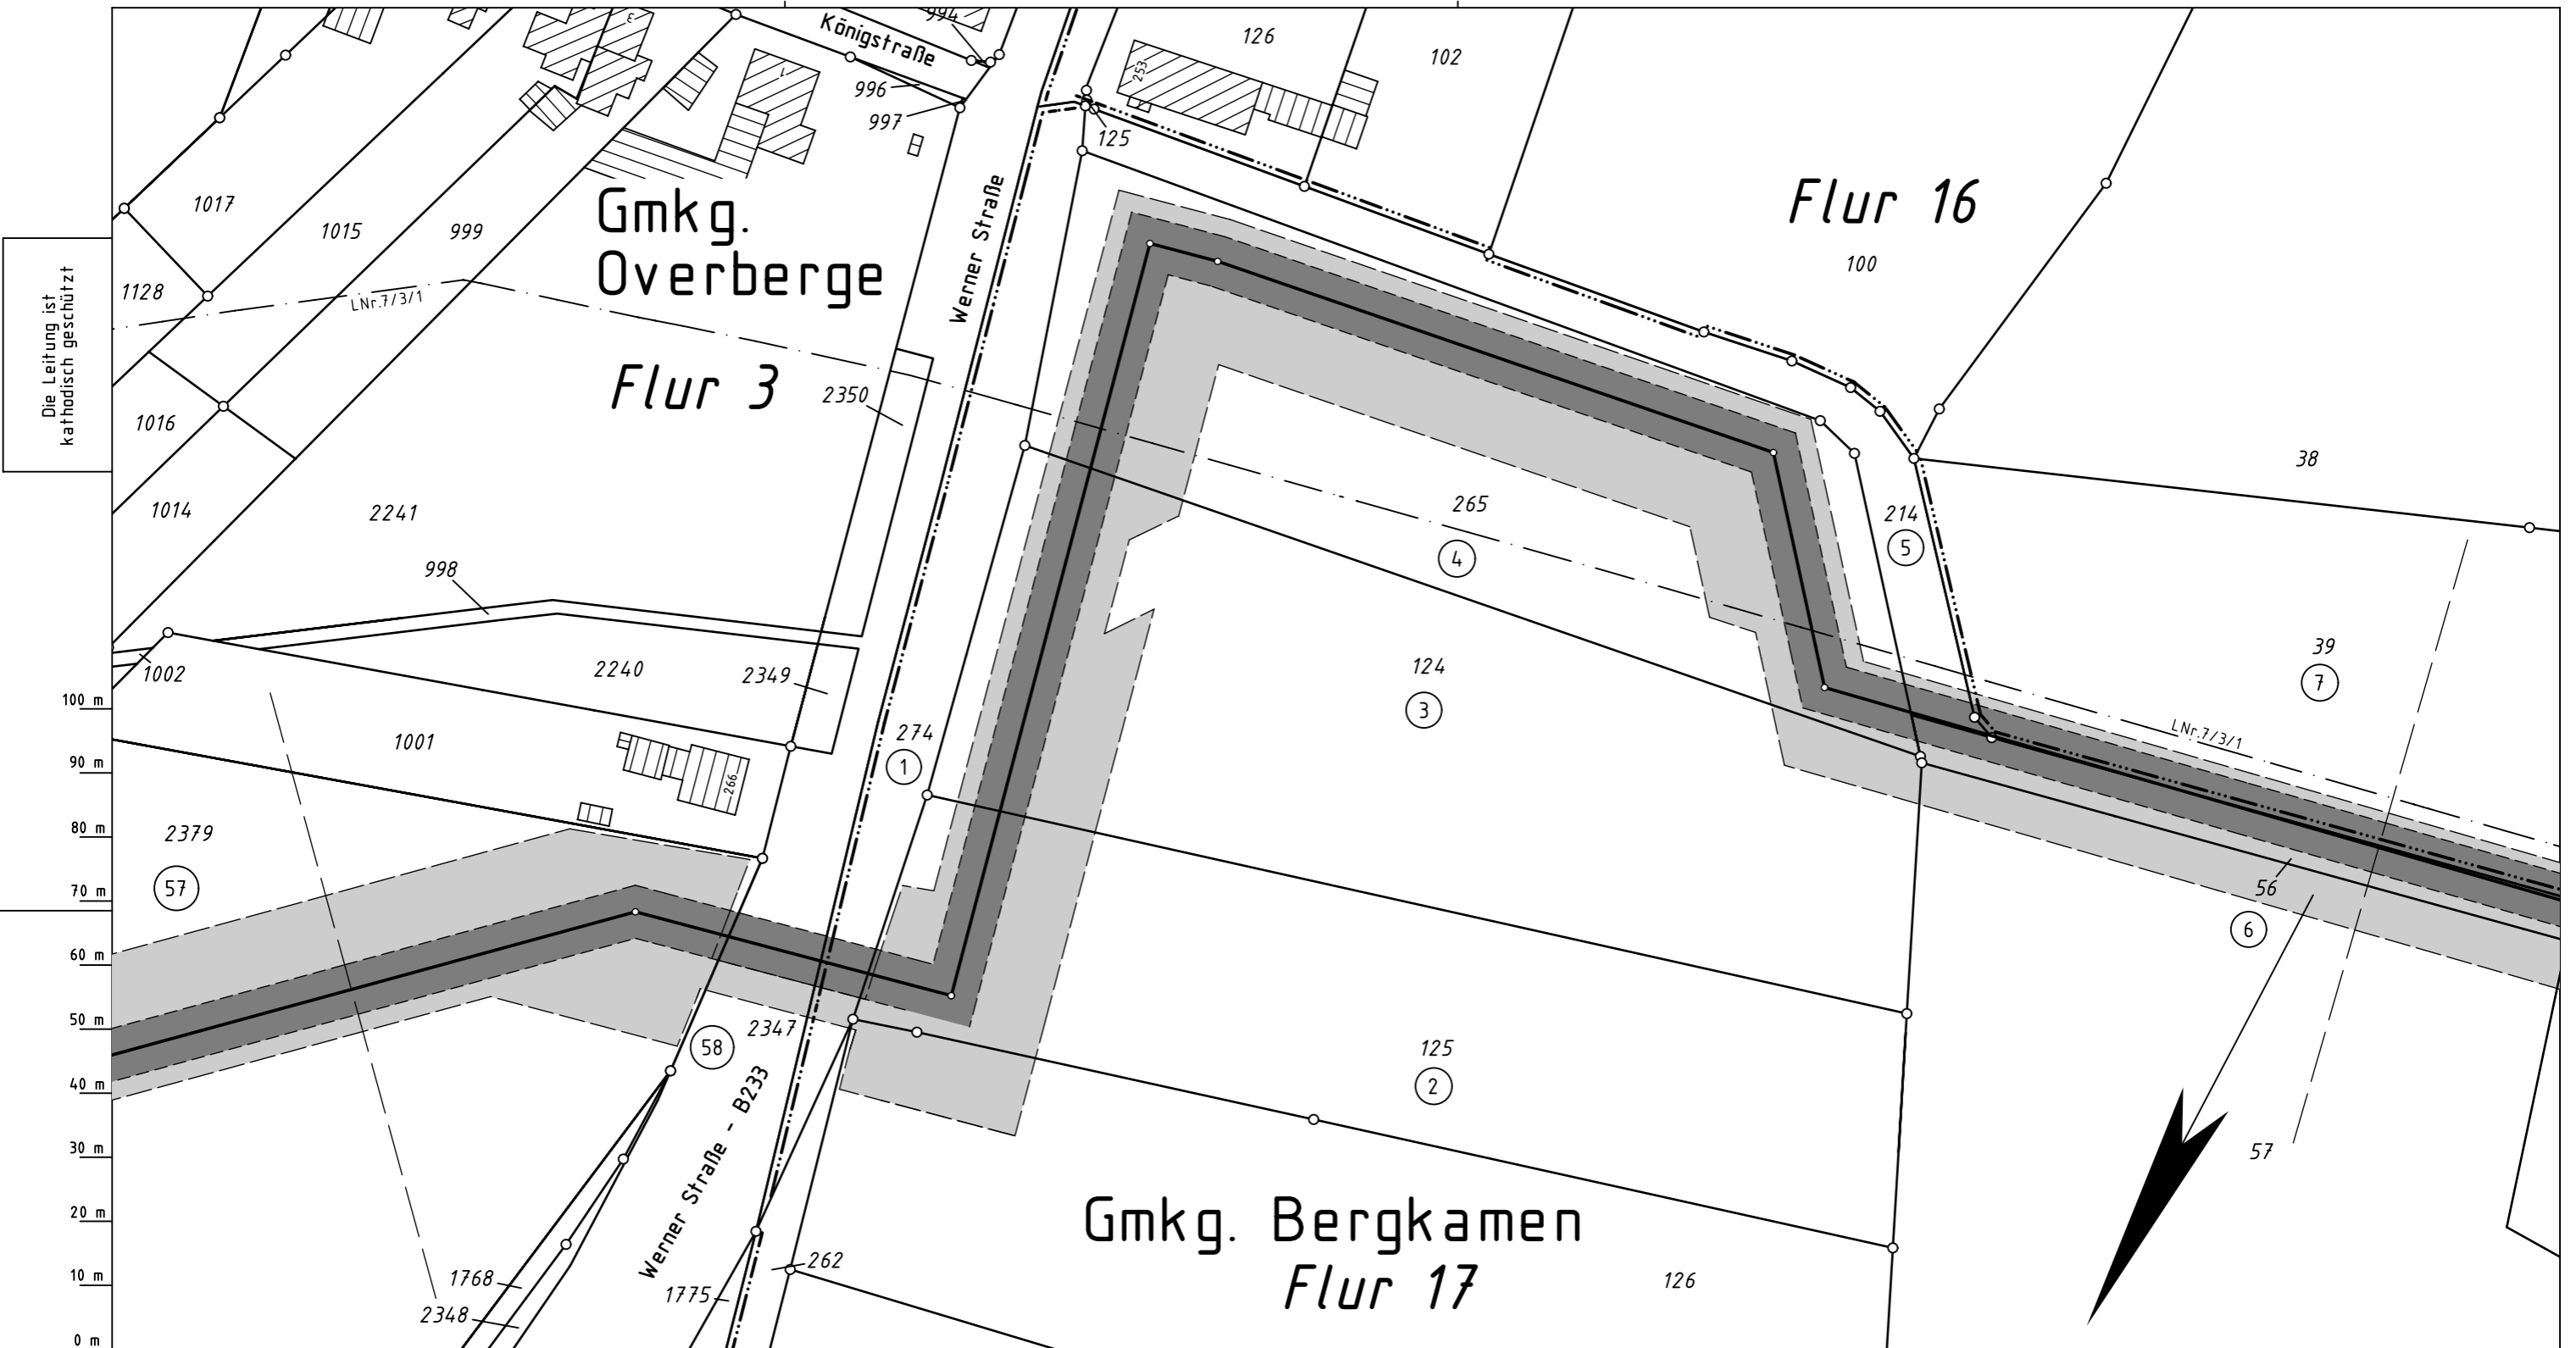 994
Königstraße
126
102
3
1
253
996
997
125
1017
1015
999
Gmkg.
Overberge
Werner Straße
Flur 16
100
Die Leitung ist
kathodisch geschützt
1128
LNr.7/3/1
Flur 3
2350
1016
38
1014
2241
265
4
214
5
998
1002
2240
2349
124
3
39
7
100 m
1001
274
1
LNr.7/3/1
90 m
266
80 m
2379
57
70 m
56
6
60 m
50 m
2347
58
125
2
40 m
Werner Straße - B233
30 m
57
20 m
Gmkg. Bergkamen
Flur 17
262
126
10 m
1768
1775
2348
0 m